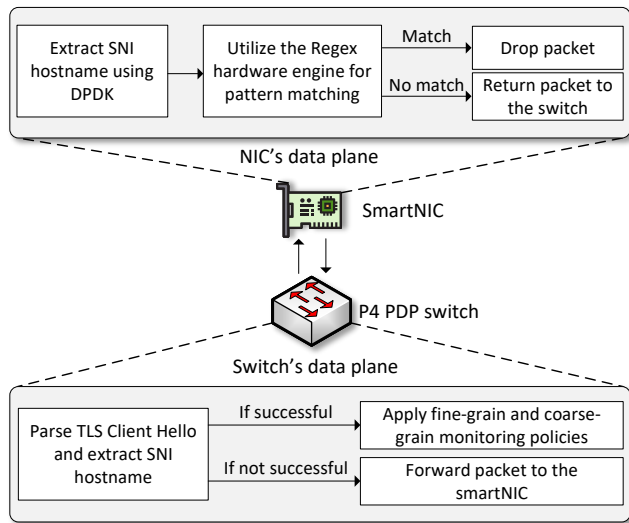 Extract SNI
hostname using
DPDK
Utilize the Regex
hardware engine for
pattern matching
Match
Drop packet
No match
Return packet to
the switch
NIC's data plane
SmartNIC
P4 PDP switch
Switch's data plane
Parse TLS Client Hello
and extract SNI
hostname
If successful
Apply fine-grain and coarse-
grain monitoring policies
If not successful
Forward packet to the
smartNIC